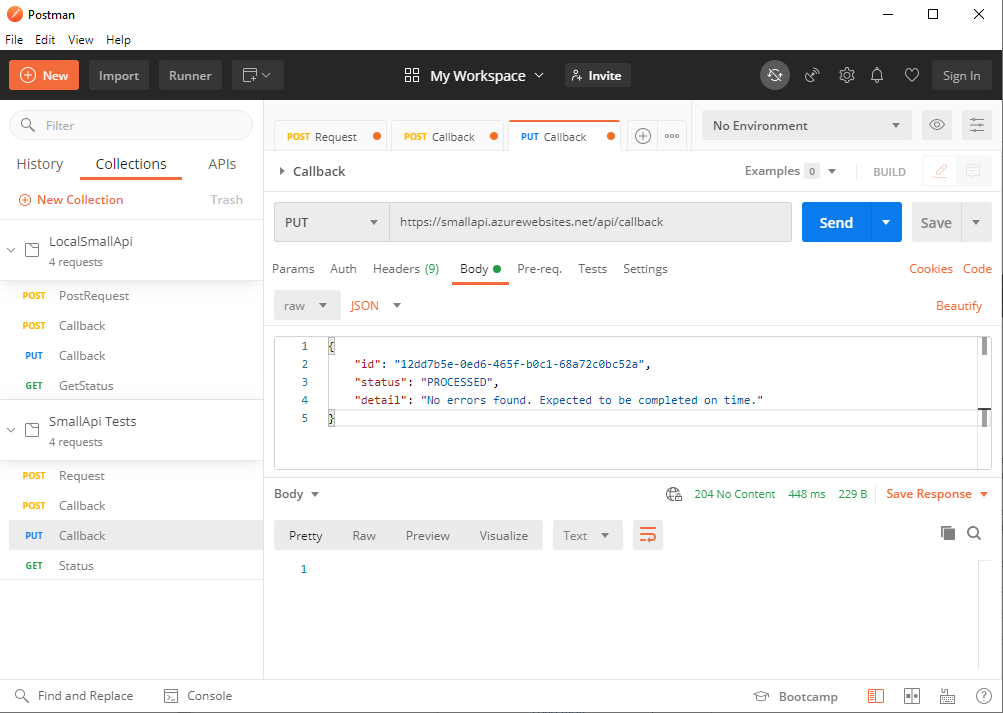 Postman
File Edit View Help
New Import Runner My Workspace Invite Sign In
Filter
History Collections APIs
New Collection Trash
LocalSmallApi
4 requests
POST PostRequest
POST Callback
PUT Callback
GET GetStatus
SmallApi Tests
4 requests
POST Request
POST Callback
PUT Callback
GET Status
POST Request POST Callback PUT Callback No Environment
Callback Examples 0 BUILD
PUT https://smallapi.azurewebsites.net/api/callback Send Save
Params Auth Headers (9) Body Pre-req. Tests Settings Cookies Code
raw JSON Beautify
1 {
2 "id": "12dd7b5e-0ed6-465f-b0c1-68a72c0bc52a",
3 "status": "PROCESSED",
4 "detail": "No errors found. Expected to be completed on time."
5 }
Body 204 No Content 448 ms 229 B Save Response
Pretty Raw Preview Visualize Text
1
Find and Replace Console Bootcamp